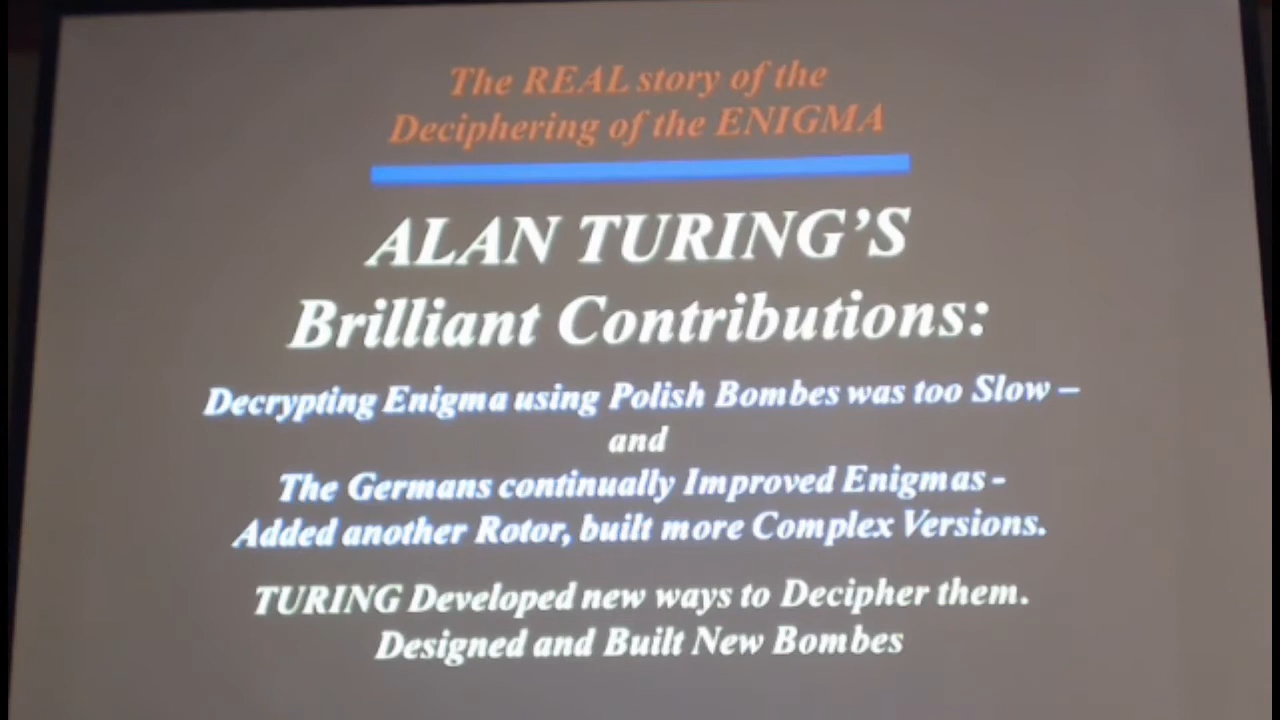 The REAL story of the
Deciphering of the ENIGMA
ALAN TURING'S
Brilliant Contributions:
Decrypting Enigma using Polish Bombes was too Slow –
and
The Germans continually Improved Enigmas -
Added another Rotor, built more Complex Versions.
TURING Developed new ways to Decipher them.
Designed and Built New Bombes